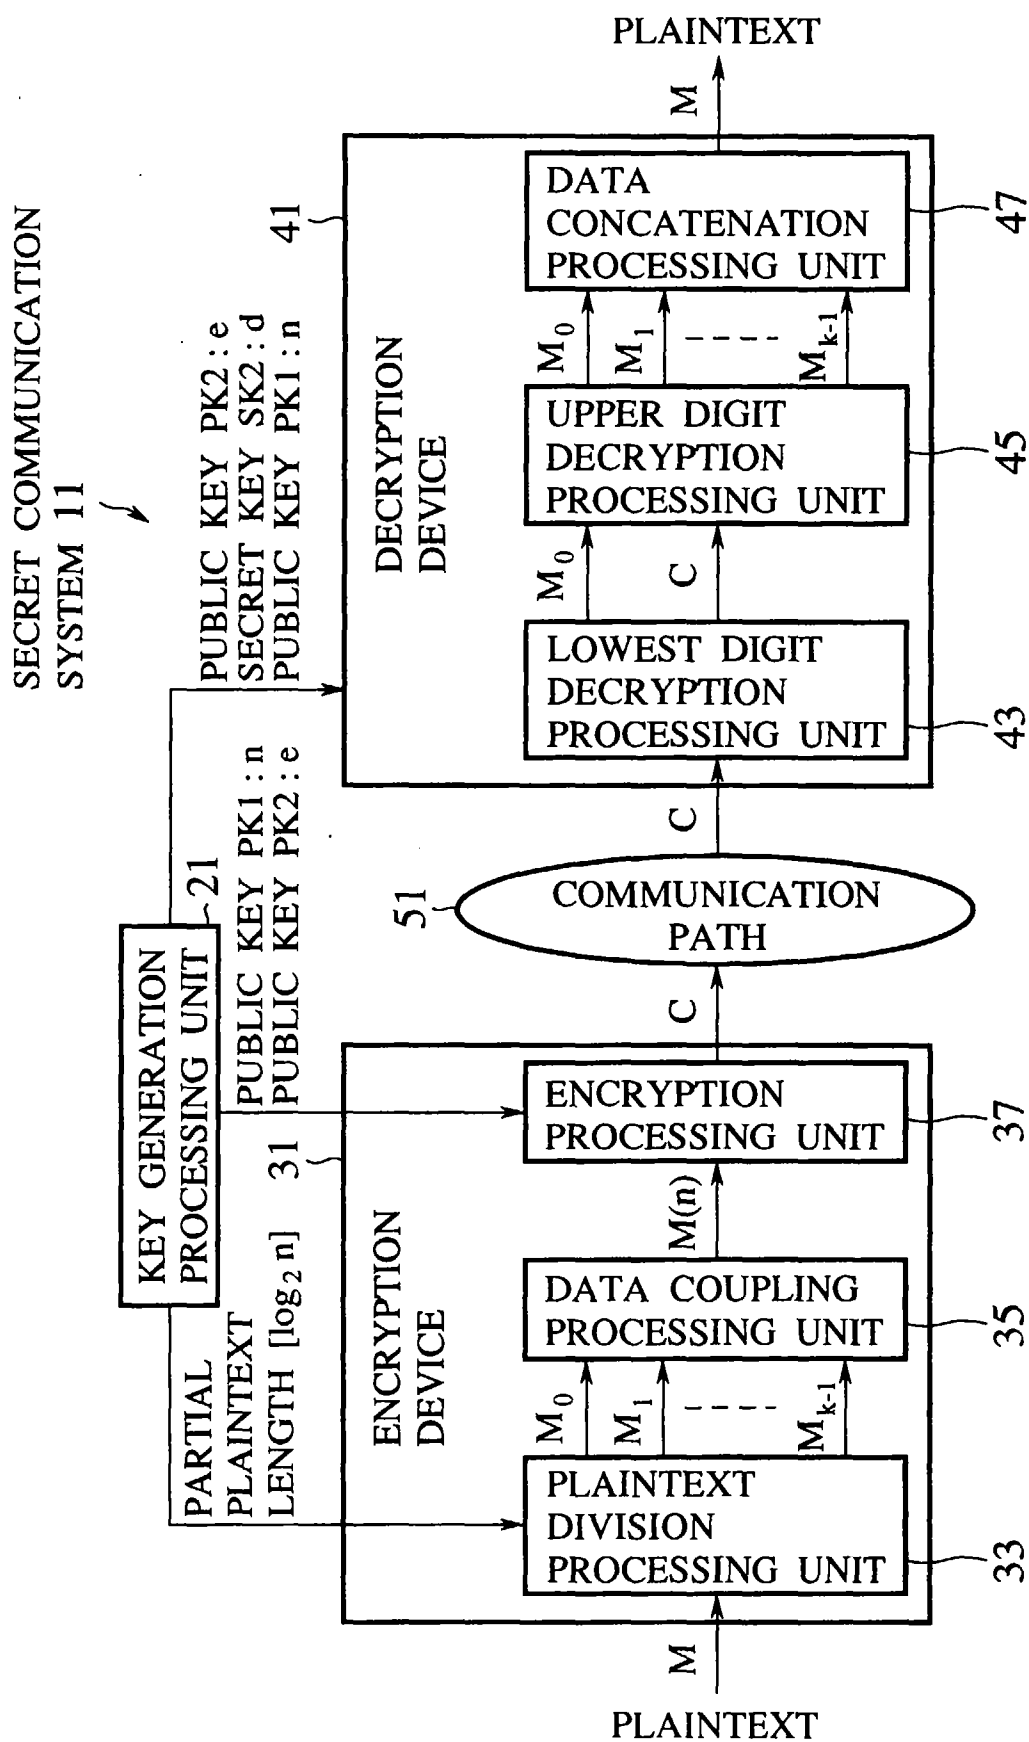 SECRET COMMUNICATION
SYSTEM 11
KEY GENERATION
PROCESSING UNIT
21
PARTIAL
PLAINTEXT
LENGTH [log2 n]
PUBLIC KEY PK1 : n
PUBLIC KEY PK2 : e
PUBLIC KEY PK2 : e
SECRET KEY SK2 : d
PUBLIC KEY PK1 : n
31
ENCRYPTION
DEVICE
PLAINTEXT
M
PLAINTEXT
DIVISION
PROCESSING UNIT
33
M0
M1
Mk-1
DATA COUPLING
PROCESSING UNIT
35
M(n)
ENCRYPTION
PROCESSING UNIT
37
C
51
COMMUNICATION
PATH
C
41
DECRYPTION
DEVICE
LOWEST DIGIT
DECRYPTION
PROCESSING UNIT
43
M0
C
UPPER DIGIT
DECRYPTION
PROCESSING UNIT
45
M0
M1
Mk-1
DATA
CONCATENATION
PROCESSING UNIT
47
M
PLAINTEXT